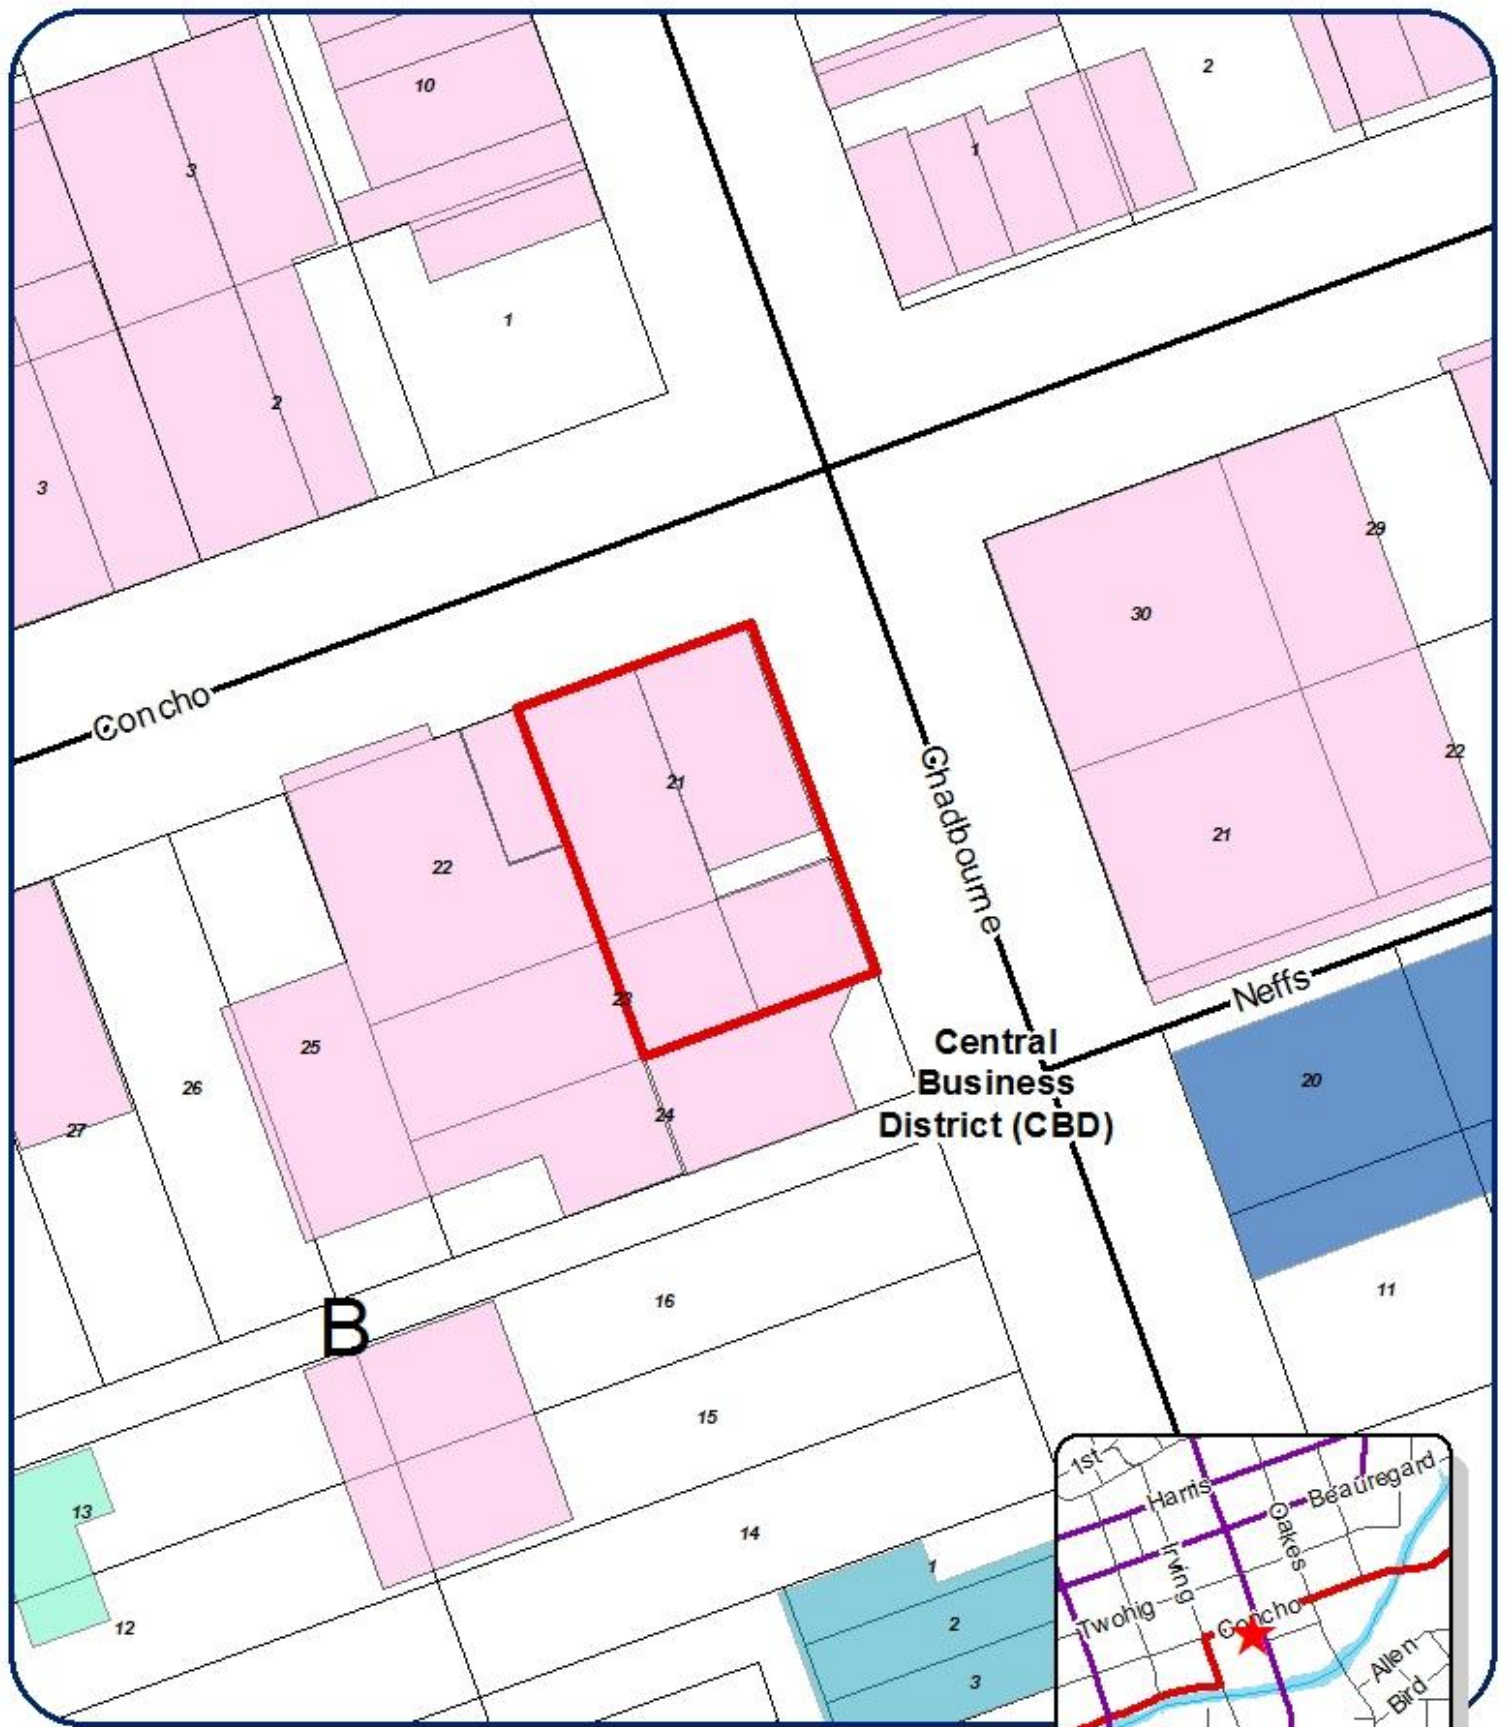 10
2
3
1
1
2
3
29
30
Concho
21
22
Chadbourne
22
21
Neffs
23
Central
Business
District (CBD)
25
20
26
24
27
11
16
B
15
13
14
1
12
2
3
1st
Harris
Beauregard
Oakes
Irving
Twohig
Concho
Allen
Bird